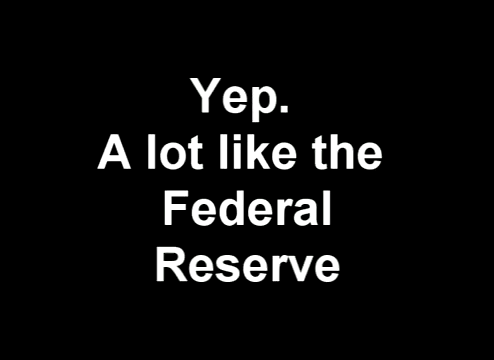 Yep.
A lot like the
Federal
Reserve